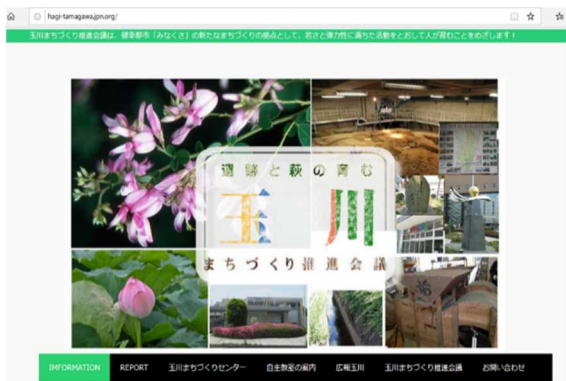 hagi-tamagawa.jpn.org/
玉川まちづくり推進会議は、健幸都市「みなくさ」の新たなまちづくりの拠点として、若さと弾力性に満ちた活動をとおして人が育むことをめざします！
遺跡と萩の育む
玉川
まちづくり推進会議
IMFORMATION
REPORT
玉川まちづくりセンター
自主教室の案内
広報玉川
玉川まちづくり推進会議
お問い合わせ